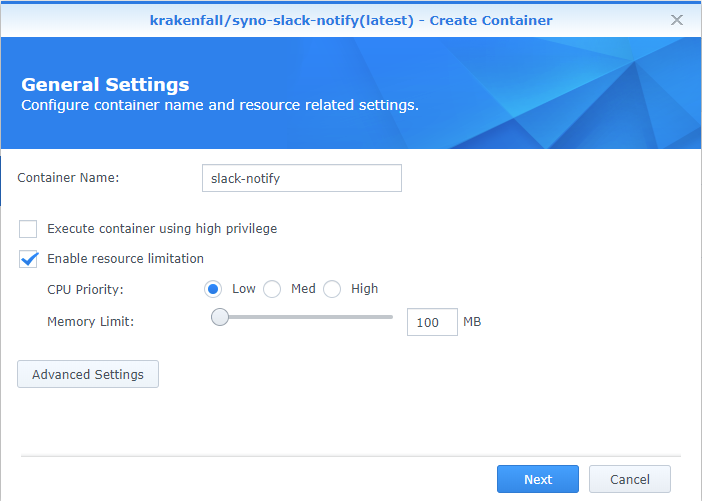 krakenfall/syno-slack-notify(latest) - Create Container
General Settings
Configure container name and resource related settings.
Container Name: slack-notify
Execute container using high privilege
Enable resource limitation
CPU Priority: Low Med High
Memory Limit: 100 MB
Advanced Settings
Next Cancel